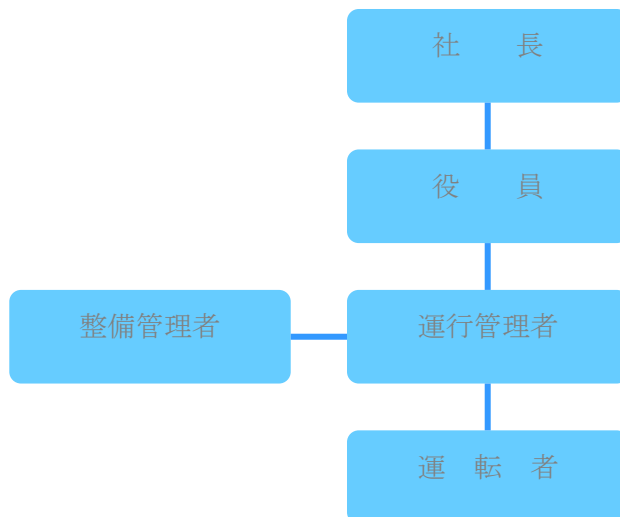 社　　長
役　　員
整備管理者
運行管理者
運　転　者